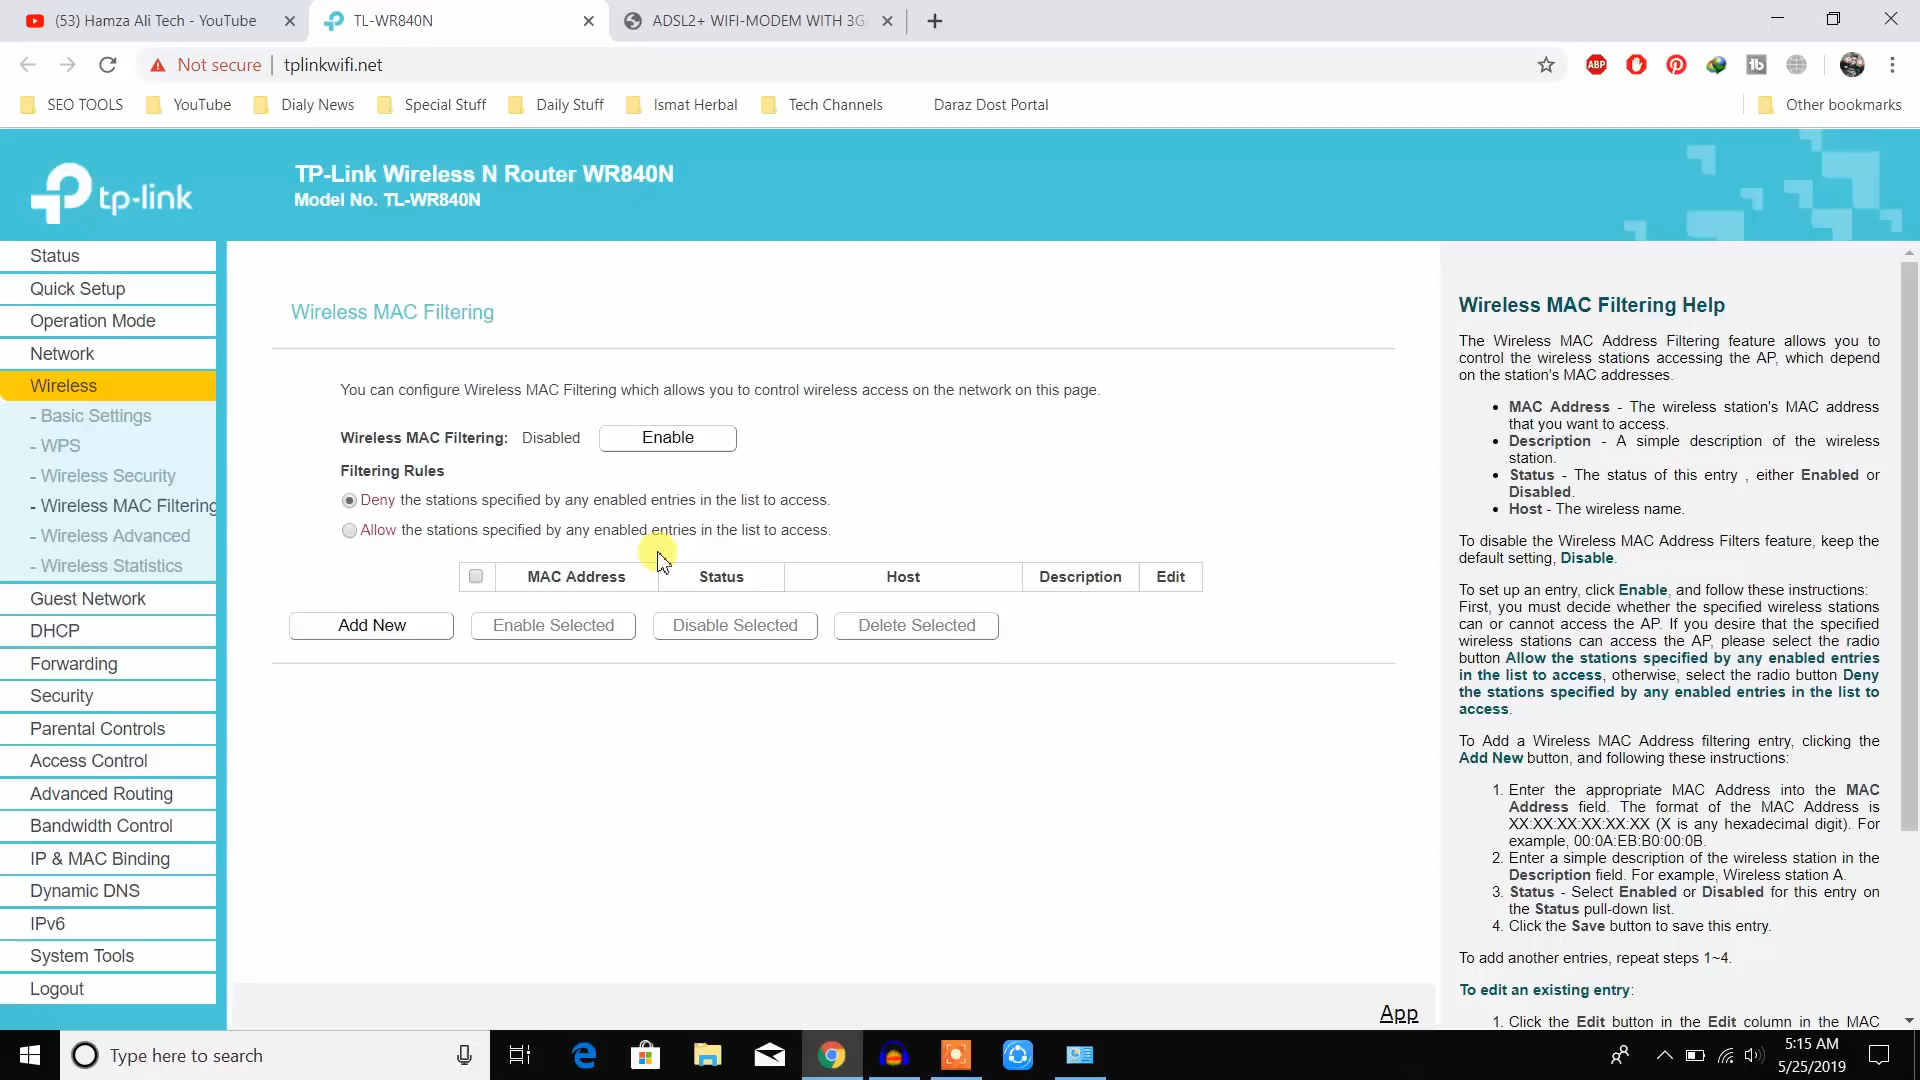 (53) Hamza Ali Tech - YouTube
TL-WR840N
ADSL2+ WIFI-MODEM WITH 3G
Not secure
tplinkwifi.net
ABP
SEO TOOLS
YouTube
Dialy News
Special Stuff
Daily Stuff
Ismat Herbal
Tech Channels
Daraz Dost Portal
Other bookmarks
tp-link
TP-Link Wireless N Router WR840N
Model No. TL-WR840N
Status
Quick Setup
Operation Mode
Network
Wireless
- Basic Settings
- WPS
- Wireless Security
- Wireless MAC Filtering
- Wireless Advanced
- Wireless Statistics
Guest Network
DHCP
Forwarding
Security
Parental Controls
Access Control
Advanced Routing
Bandwidth Control
IP & MAC Binding
Dynamic DNS
IPv6
System Tools
Logout
Wireless MAC Filtering
You can configure Wireless MAC Filtering which allows you to control wireless access on the network on this page.
Wireless MAC Filtering: Disabled Enable
Filtering Rules
Deny the stations specified by any enabled entries in the list to access.
Allow the stations specified by any enabled entries in the list to access.
MAC Address Status Host Description Edit
Add New Enable Selected Disable Selected Delete Selected
App
Wireless MAC Filtering Help
The Wireless MAC Address Filtering feature allows you to
control the wireless stations accessing the AP, which depend
on the station's MAC addresses.
• MAC Address - The wireless station's MAC address
that you want to access.
• Description - A simple description of the wireless
station.
• Status - The status of this entry , either Enabled or
Disabled.
• Host - The wireless name.
To disable the Wireless MAC Address Filters feature, keep the
default setting, Disable.
To set up an entry, click Enable, and follow these instructions:
First, you must decide whether the specified wireless stations
can or cannot access the AP. If you desire that the specified
wireless stations can access the AP, please select the radio
button Allow the stations specified by any enabled entries
in the list to access, otherwise, select the radio button Deny
the stations specified by any enabled entries in the list to
access.
To Add a Wireless MAC Address filtering entry, clicking the
Add New button, and following these instructions:
1. Enter the appropriate MAC Address into the MAC
Address field. The format of the MAC Address is
XX:XX:XX:XX:XX:XX (X is any hexadecimal digit). For
example, 00:0A:EB:B0:00:0B.
2. Enter a simple description of the wireless station in the
Description field. For example, Wireless station A.
3. Status - Select Enabled or Disabled for this entry on
the Status pull-down list.
4. Click the Save button to save this entry.
To add another entries, repeat steps 1~4.
To edit an existing entry:
1. Click the Edit button in the Edit column in the MAC
Type here to search
5:15 AM
5/25/2019